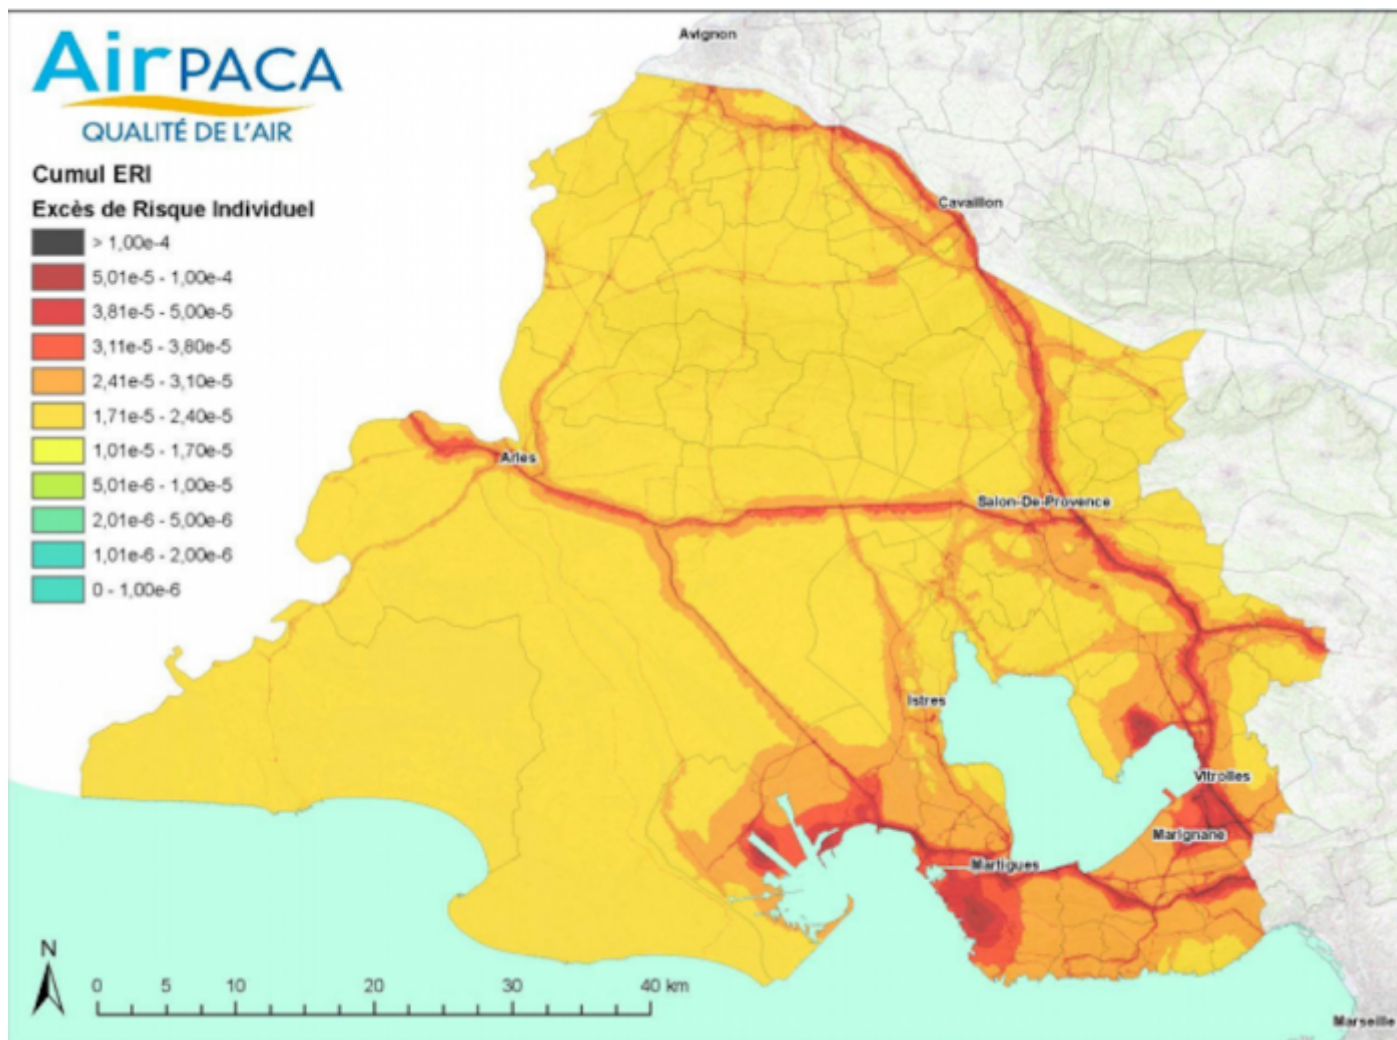 Air PACA
QUALITÉ DE L'AIR
Cumul ERI
Excès de Risque Individuel
> 1,00e-4
5,01e-5 - 1,00e-4
3,81e-5 - 5,00e-5
3,11e-5 - 3,80e-5
2,41e-5 - 3,10e-5
1,71e-5 - 2,40e-5
1,01e-5 - 1,70e-5
5,01e-6 - 1,00e-5
2,01e-6 - 5,00e-6
1,01e-6 - 2,00e-6
0 - 1,00e-6
Avignon
Cavaillon
Arles
Salon-De-Provence
Istres
Vitrolles
Marignane
Martigues
Marseille
N
0 5 10 20 30 40 km